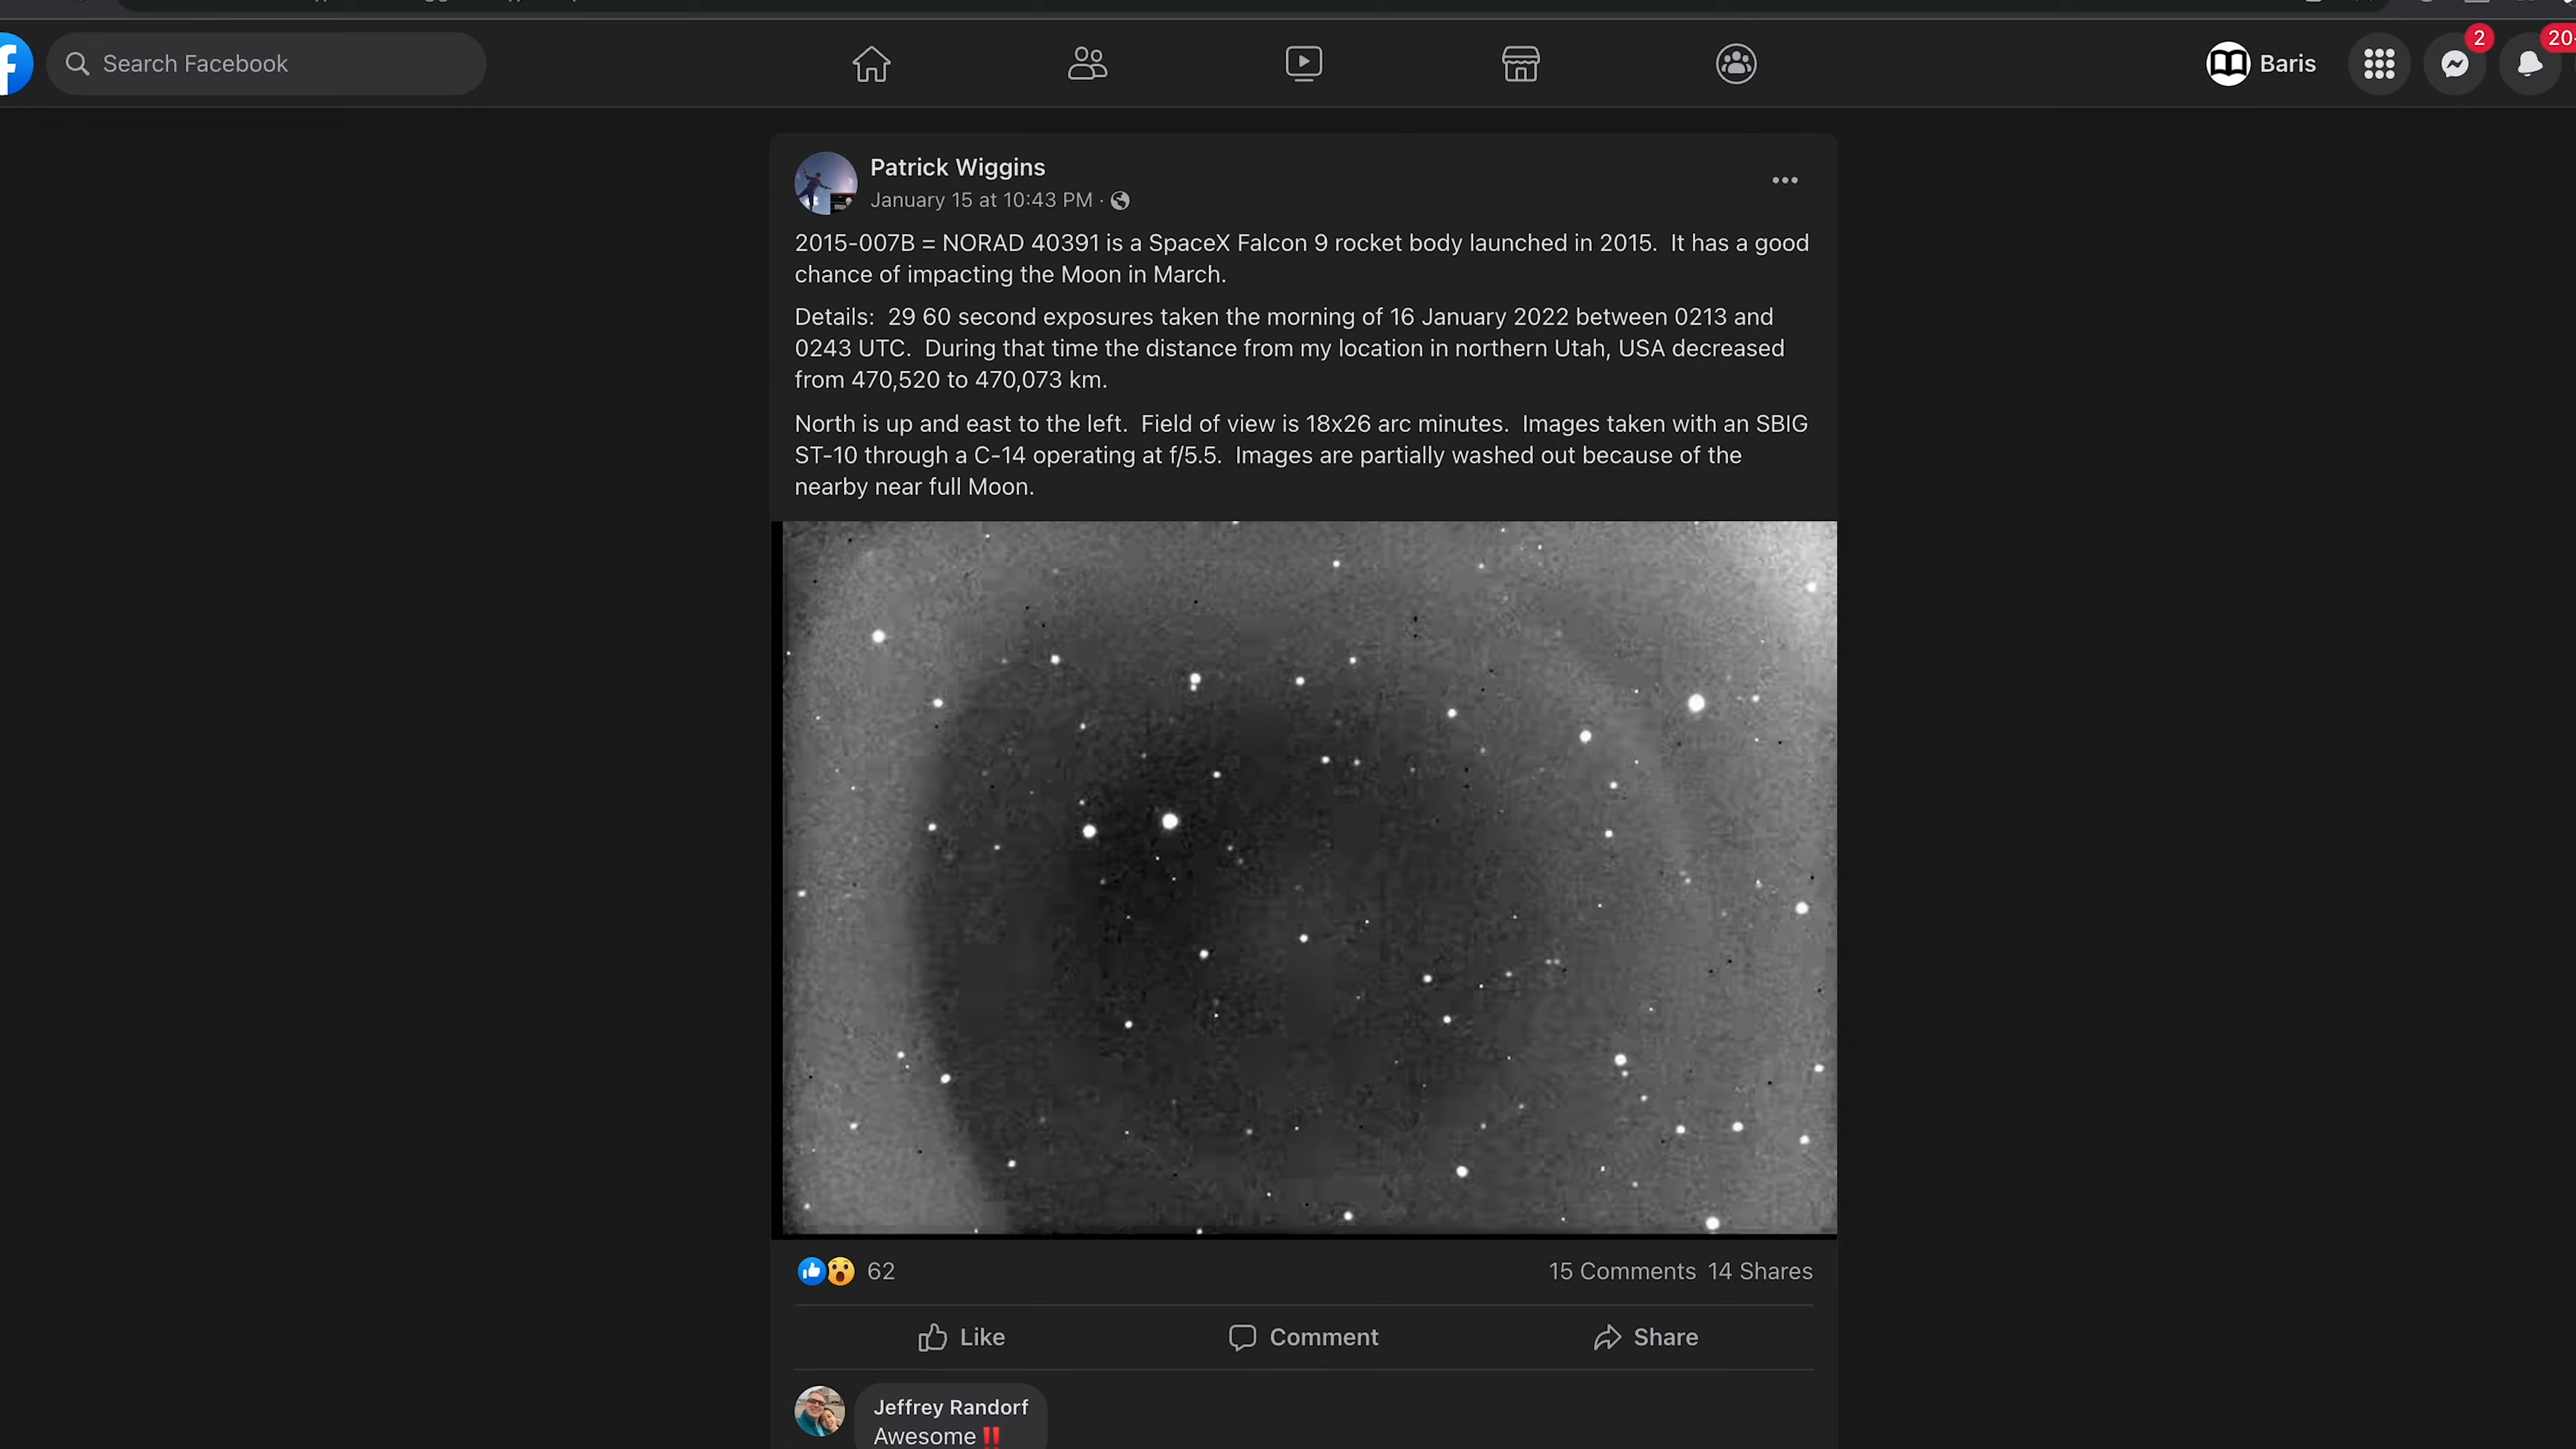 Search Facebook
Baris
2
20
Patrick Wiggins
January 15 at 10:43 PM ·
2015-007B = NORAD 40391 is a SpaceX Falcon 9 rocket body launched in 2015.  It has a good
chance of impacting the Moon in March.
Details:  29 60 second exposures taken the morning of 16 January 2022 between 0213 and
0243 UTC.  During that time the distance from my location in northern Utah, USA decreased
from 470,520 to 470,073 km.
North is up and east to the left.  Field of view is 18x26 arc minutes.  Images taken with an SBIG
ST-10 through a C-14 operating at f/5.5.  Images are partially washed out because of the
nearby near full Moon.
62
15 Comments 14 Shares
Like
Comment
Share
Jeffrey Randorf
Awesome‼️